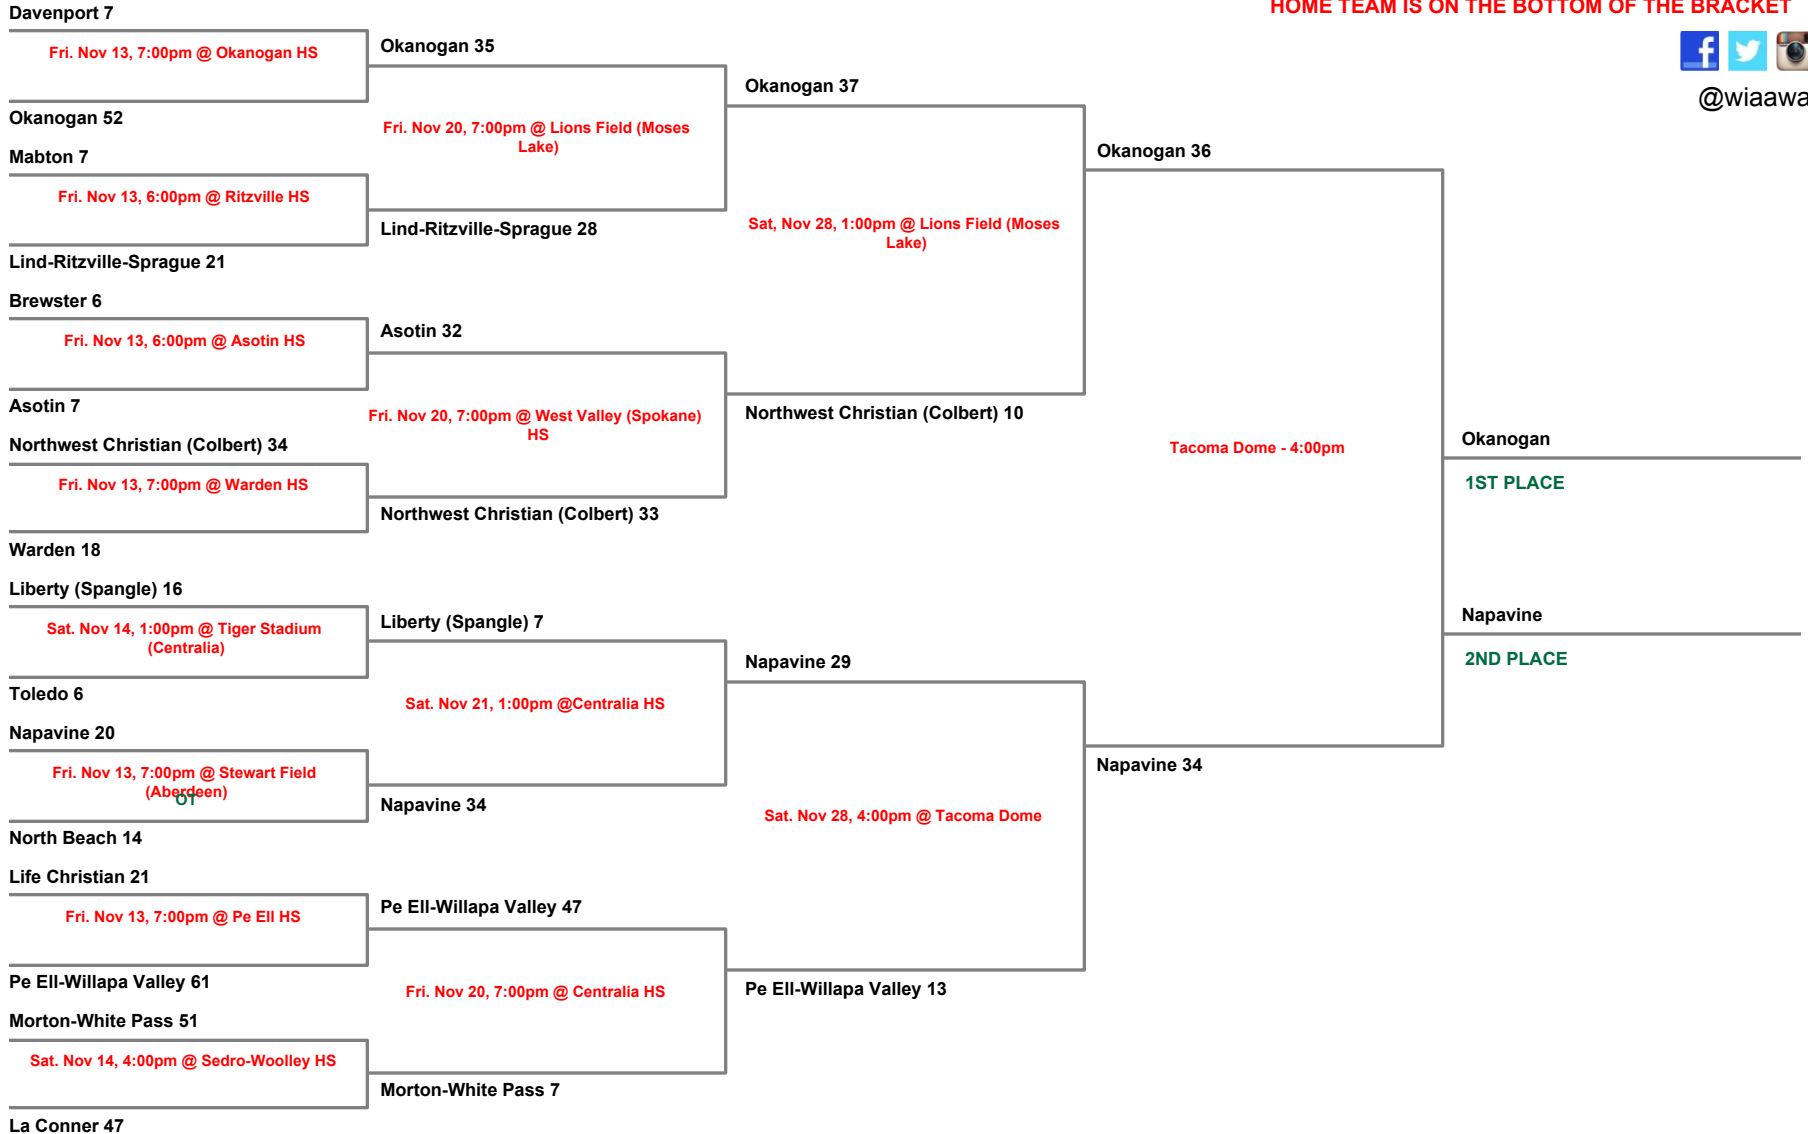 HOME TEAM IS ON THE BOTTOM OF THE BRACKET
@wiaawa
Davenport 7
Fri. Nov 13, 7:00pm @ Okanogan HS
Okanogan 52
Mabton 7
Fri. Nov 13, 6:00pm @ Ritzville HS
Lind-Ritzville-Sprague 21
Brewster 6
Fri. Nov 13, 6:00pm @ Asotin HS
Asotin 7
Northwest Christian (Colbert) 34
Fri. Nov 13, 7:00pm @ Warden HS
Warden 18
Liberty (Spangle) 16
Sat. Nov 14, 1:00pm @ Tiger Stadium
(Centralia)
Toledo 6
Napavine 20
Fri. Nov 13, 7:00pm @ Stewart Field
(Aberdeen)
OT
North Beach 14
Life Christian 21
Fri. Nov 13, 7:00pm @ Pe Ell HS
Pe Ell-Willapa Valley 61
Morton-White Pass 51
Sat. Nov 14, 4:00pm @ Sedro-Woolley HS
La Conner 47
Okanogan 35
Fri. Nov 20, 7:00pm @ Lions Field (Moses
Lake)
Lind-Ritzville-Sprague 28
Asotin 32
Fri. Nov 20, 7:00pm @ West Valley (Spokane)
HS
Northwest Christian (Colbert) 33
Liberty (Spangle) 7
Sat. Nov 21, 1:00pm @Centralia HS
Napavine 34
Pe Ell-Willapa Valley 47
Fri. Nov 20, 7:00pm @ Centralia HS
Morton-White Pass 7
Okanogan 37
Sat, Nov 28, 1:00pm @ Lions Field (Moses
Lake)
Northwest Christian (Colbert) 10
Napavine 29
Sat. Nov 28, 4:00pm @ Tacoma Dome
Pe Ell-Willapa Valley 13
Okanogan 36
Tacoma Dome - 4:00pm
Napavine 34
Okanogan
1ST PLACE
Napavine
2ND PLACE